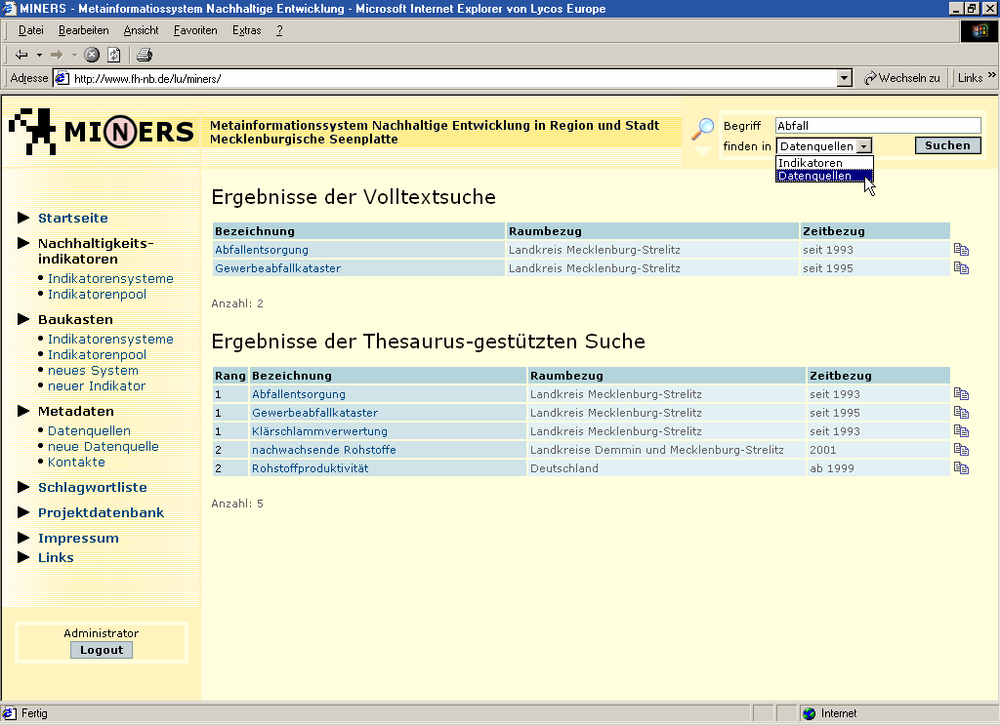 MINERS - Metainformatiossystem Nachhaltige Entwicklung - Microsoft Internet Explorer von Lycos Europe
Datei Bearbeiten Ansicht Favoriten Extras ?
Adresse http://www.fh-nb.de/lu/miners/ Wechseln zu Links »
MINERS
Metainformationssystem Nachhaltige Entwicklung in Region und Stadt
Mecklenburgische Seenplatte
Begriff Abfall
finden in Datenquellen Suchen
Indikatoren
Datenquellen
Startseite
Nachhaltigkeits-
indikatoren
• Indikatorensysteme
• Indikatorenpool
Baukasten
• Indikatorensysteme
• Indikatorenpool
• neues System
• neuer Indikator
Metadaten
• Datenquellen
• neue Datenquelle
• Kontakte
Schlagwortliste
Projektdatenbank
Impressum
Links
Administrator
Logout
Ergebnisse der Volltextsuche
Bezeichnung Raumbezug Zeitbezug
Abfallentsorgung Landkreis Mecklenburg-Strelitz seit 1993
Gewerbeabfallkataster Landkreis Mecklenburg-Strelitz seit 1995
Anzahl: 2
Ergebnisse der Thesaurus-gestützten Suche
Rang Bezeichnung Raumbezug Zeitbezug
1 Abfallentsorgung Landkreis Mecklenburg-Strelitz seit 1993
1 Gewerbeabfallkataster Landkreis Mecklenburg-Strelitz seit 1995
1 Klärschlammverwertung Landkreis Mecklenburg-Strelitz seit 1993
2 nachwachsende Rohstoffe Landkreise Demmin und Mecklenburg-Strelitz 2001
2 Rohstoffproduktivität Deutschland ab 1999
Anzahl: 5
Fertig Internet